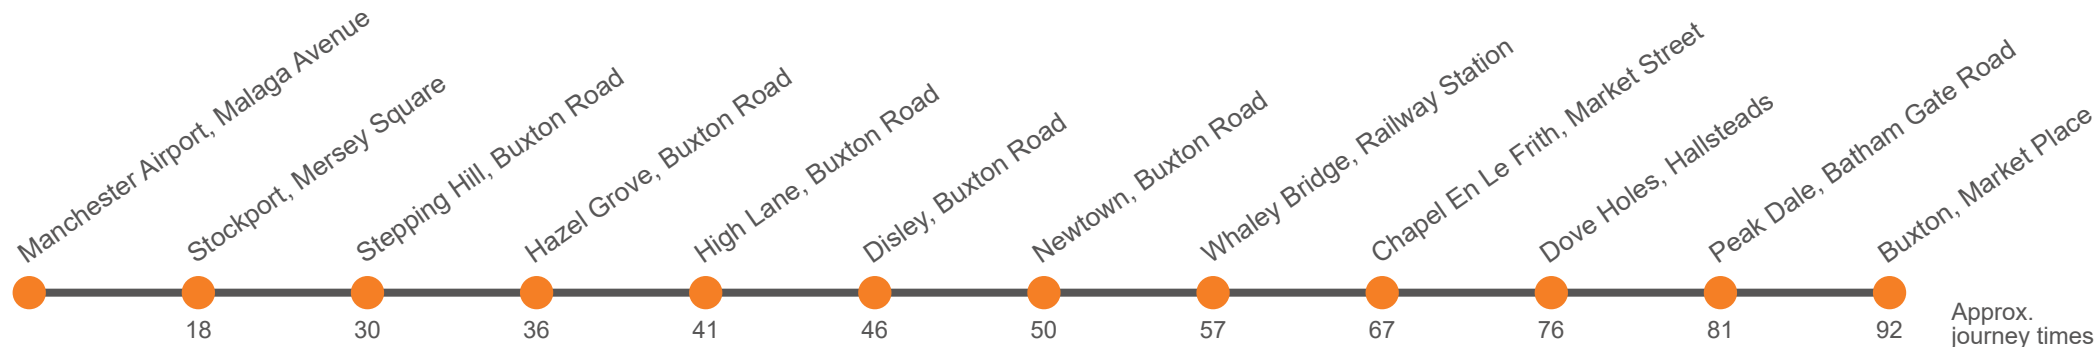 Manchester Airport, Malaga Avenue
Stockport, Mersey Square
Stepping Hill, Buxton Road
Hazel Grove, Buxton Road
High Lane, Buxton Road
Disley, Buxton Road
Newtown, Buxton Road
Whaley Bridge, Railway Station
Chapel En Le Frith, Market Street
Dove Holes, Hallsteads
Peak Dale, Batham Gate Road
Buxton, Market Place
18 30 36 41 46 50 57 67 76 81 92
Approx.
journey times